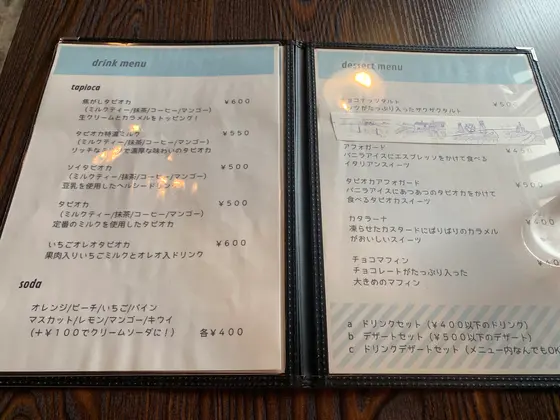 drink menu
tapioca
焦がしタピオカ ¥600
(ミルクティー/抹茶/コーヒー/マンゴー)
生クリームとカラメルをトッピング!
タピオカ特濃ミルク ¥550
(ミルクティー/抹茶/コーヒー/マンゴー)
で濃厚な味わいのタピオカ
ソイタピオカ ¥500
(ミルクティー/抹茶/コーヒー/マンゴー)
豆乳を使用したヘルシードリンク
タピオカ ¥500
(ミルクティー/抹茶/コーヒー/マンゴー)
定番のミルクを使用したタピオカ
いちごオレオタピオカ ¥600
果肉入りいちごミルクとオレオ入ドリンク
soda
オレンジ/ピーチ/いちご/パイン
マスカット/レモン/マンゴー/キウイ
(+¥100でクリームソーダに!) 各¥400
dessert menu
入ったサクサクタルト
アフォガード
バニラアイスにエスプレッソをかけて食べる
イタリアンスイーツ
タピオカアフォガード
バニラアイスにあつあつのタピオカをかけて
食べるタピオカスイーツ
カタラーナ
凍らせたカスタードにぱりぱりのカラメル
がおいしいスイーツ
チョコマフィン
チョコレートがたっぷり入った
大きめのマフィン
a ドリンクセット(¥400以下のドリンク)
b デザートセット(¥500以下のデザート)
c ドリンクデザートセット(メニュー内なんでもOK